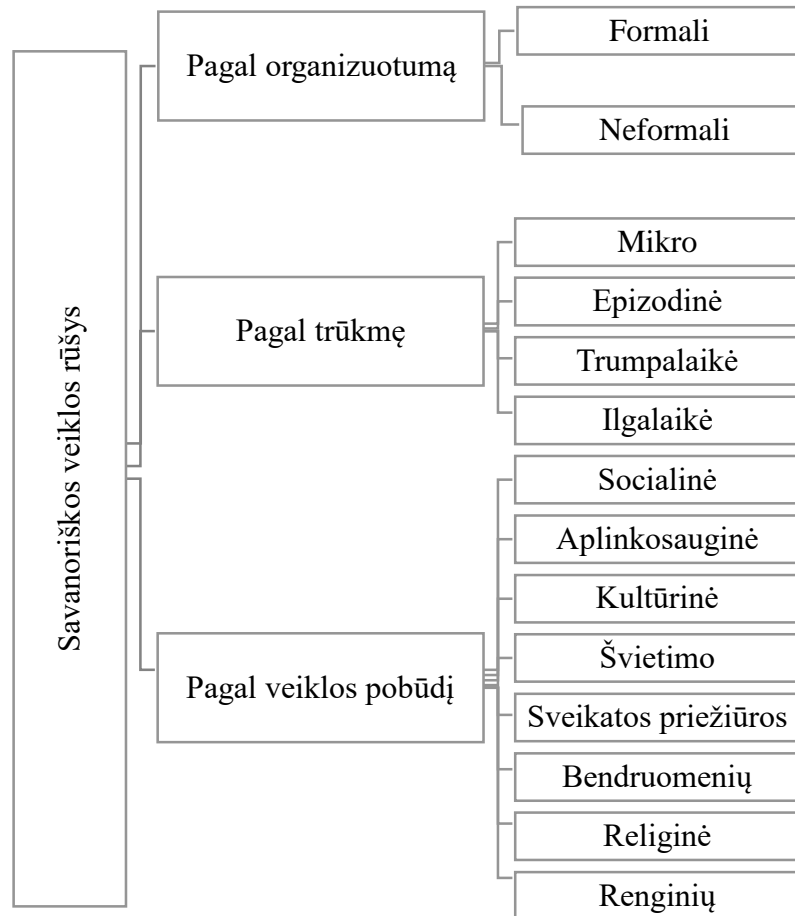 Savanoriškos veiklos rūšys
Pagal organizuotumą
Formali
Neformali
Pagal trūkmę
Mikro
Epizodinė
Trumpalaikė
Ilgalaikė
Pagal veiklos pobūdį
Socialinė
Aplinkosauginė
Kultūrinė
Švietimo
Sveikatos priežiūros
Bendruomenių
Religinė
Renginių